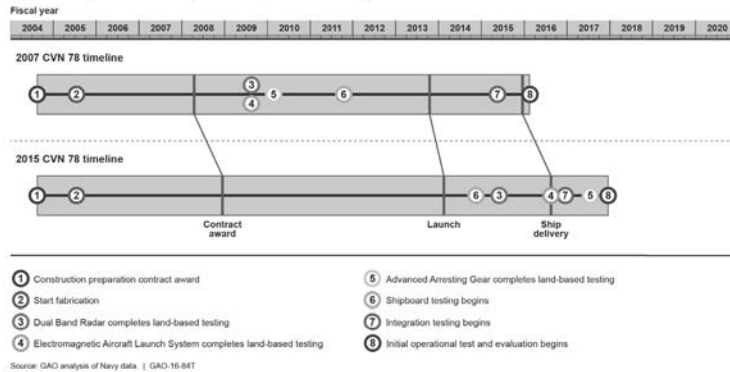 Fiscal year
2004 2005 2006 2007 2008 2009 2010 2011 2012 2013 2014 2015 2016 2017 2018 2019 2020
2007 CVN 78 timeline
1 2 3 4 5 6 7 8
2015 CVN 78 timeline
1 2 6 3 4 7 5 8
Contract award
Launch
Ship delivery
1 Construction preparation contract award
2 Start fabrication
3 Dual Band Radar completes land-based testing
4 Electromagnetic Aircraft Launch System completes land-based testing
5 Advanced Arresting Gear completes land-based testing
6 Shipboard testing begins
7 Integration testing begins
8 Initial operational test and evaluation begins
Source: GAO analysis of Navy data. | GAO-16-84T